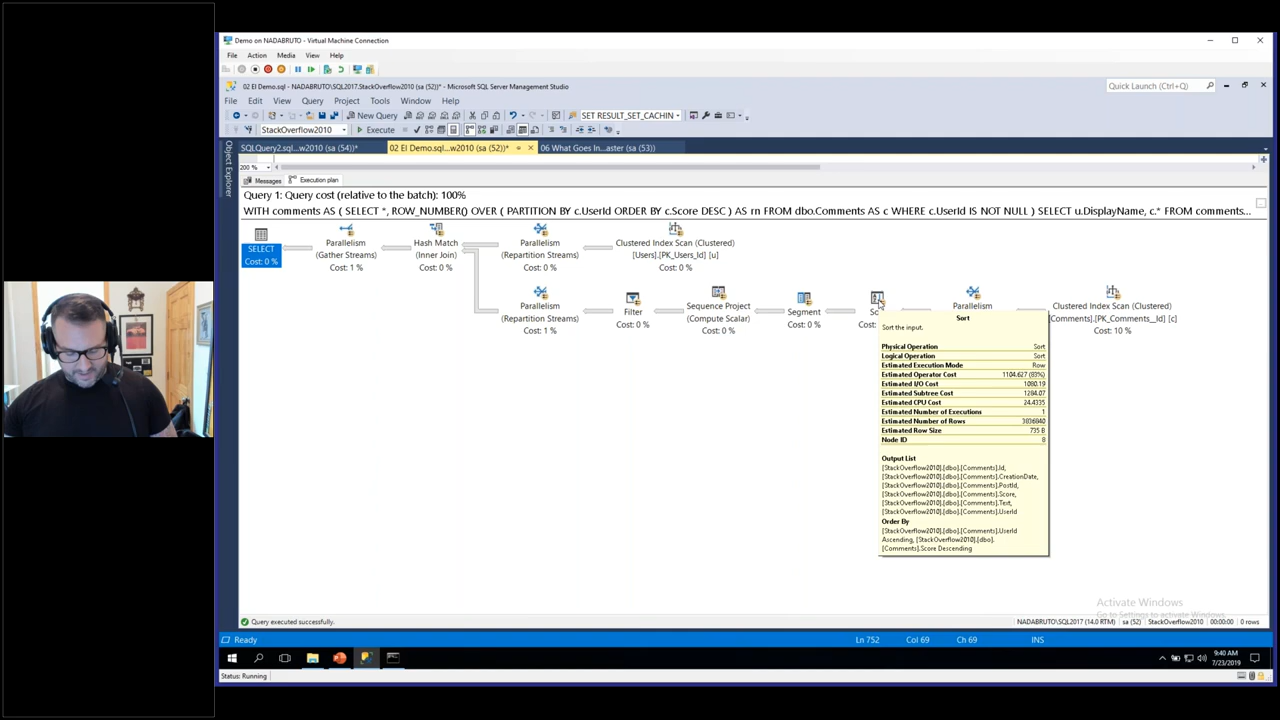 Demo on NADABRUTO - Virtual Machine Connection
File Action Media View Help
02 EI Demo.sql - NADABRUTO\SQL2017.StackOverflow2010 (sa (52))* - Microsoft SQL Server Management Studio
Quick Launch (Ctrl+Q)
File Edit View Query Project Tools Window Help
New Query
SET RESULT_SET_CACHIN
StackOverflow2010
Execute
Object Explorer
SQLQuery2.sql...w2010 (sa (54))*
02 EI Demo.sql...w2010 (sa (52))*
06 What Goes In...aster (sa (53))
200 %
Messages
Execution plan
Query 1: Query cost (relative to the batch): 100%
WITH comments AS ( SELECT *, ROW_NUMBER() OVER ( PARTITION BY c.UserId ORDER BY c.Score DESC ) AS rn FROM dbo.Comments AS c WHERE c.UserId IS NOT NULL ) SELECT u.DisplayName, c.* FROM comments...
SELECT
Cost: 0 %
Parallelism
(Gather Streams)
Cost: 1 %
Hash Match
(Inner Join)
Cost: 0 %
Parallelism
(Repartition Streams)
Cost: 0 %
Clustered Index Scan (Clustered)
[Users].[PK_Users_Id] [u]
Cost: 0 %
Parallelism
(Repartition Streams)
Cost: 1 %
Filter
Cost: 0 %
Sequence Project
(Compute Scalar)
Cost: 0 %
Segment
Cost: 0 %
So
Cost:
Parallelism
Clustered Index Scan (Clustered)
[Comments].[PK_Comments__Id] [c]
Cost: 10 %
Sort
Sort the input.
Physical Operation Sort
Logical Operation Sort
Estimated Execution Mode Row
Estimated Operator Cost 1104.627 (83%)
Estimated I/O Cost 1080.19
Estimated Subtree Cost 1284.07
Estimated CPU Cost 24.4335
Estimated Number of Executions 1
Estimated Number of Rows 3836840
Estimated Row Size 735 B
Node ID 8
Output List
[StackOverflow2010].[dbo].[Comments].Id,
[StackOverflow2010].[dbo].[Comments].CreationDate,
[StackOverflow2010].[dbo].[Comments].PostId,
[StackOverflow2010].[dbo].[Comments].Score,
[StackOverflow2010].[dbo].[Comments].Text,
[StackOverflow2010].[dbo].[Comments].UserId
Order By
[StackOverflow2010].[dbo].[Comments].UserId
Ascending, [StackOverflow2010].[dbo].
[Comments].Score Descending
Activate Windows
Go to Settings to activate Windows.
Query executed successfully.
NADABRUTO\SQL2017 (14.0 RTM) sa (52) StackOverflow2010 00:00:00 0 rows
Ready
Ln 752
Col 69
Ch 69
INS
9:40 AM
7/23/2019
Status: Running